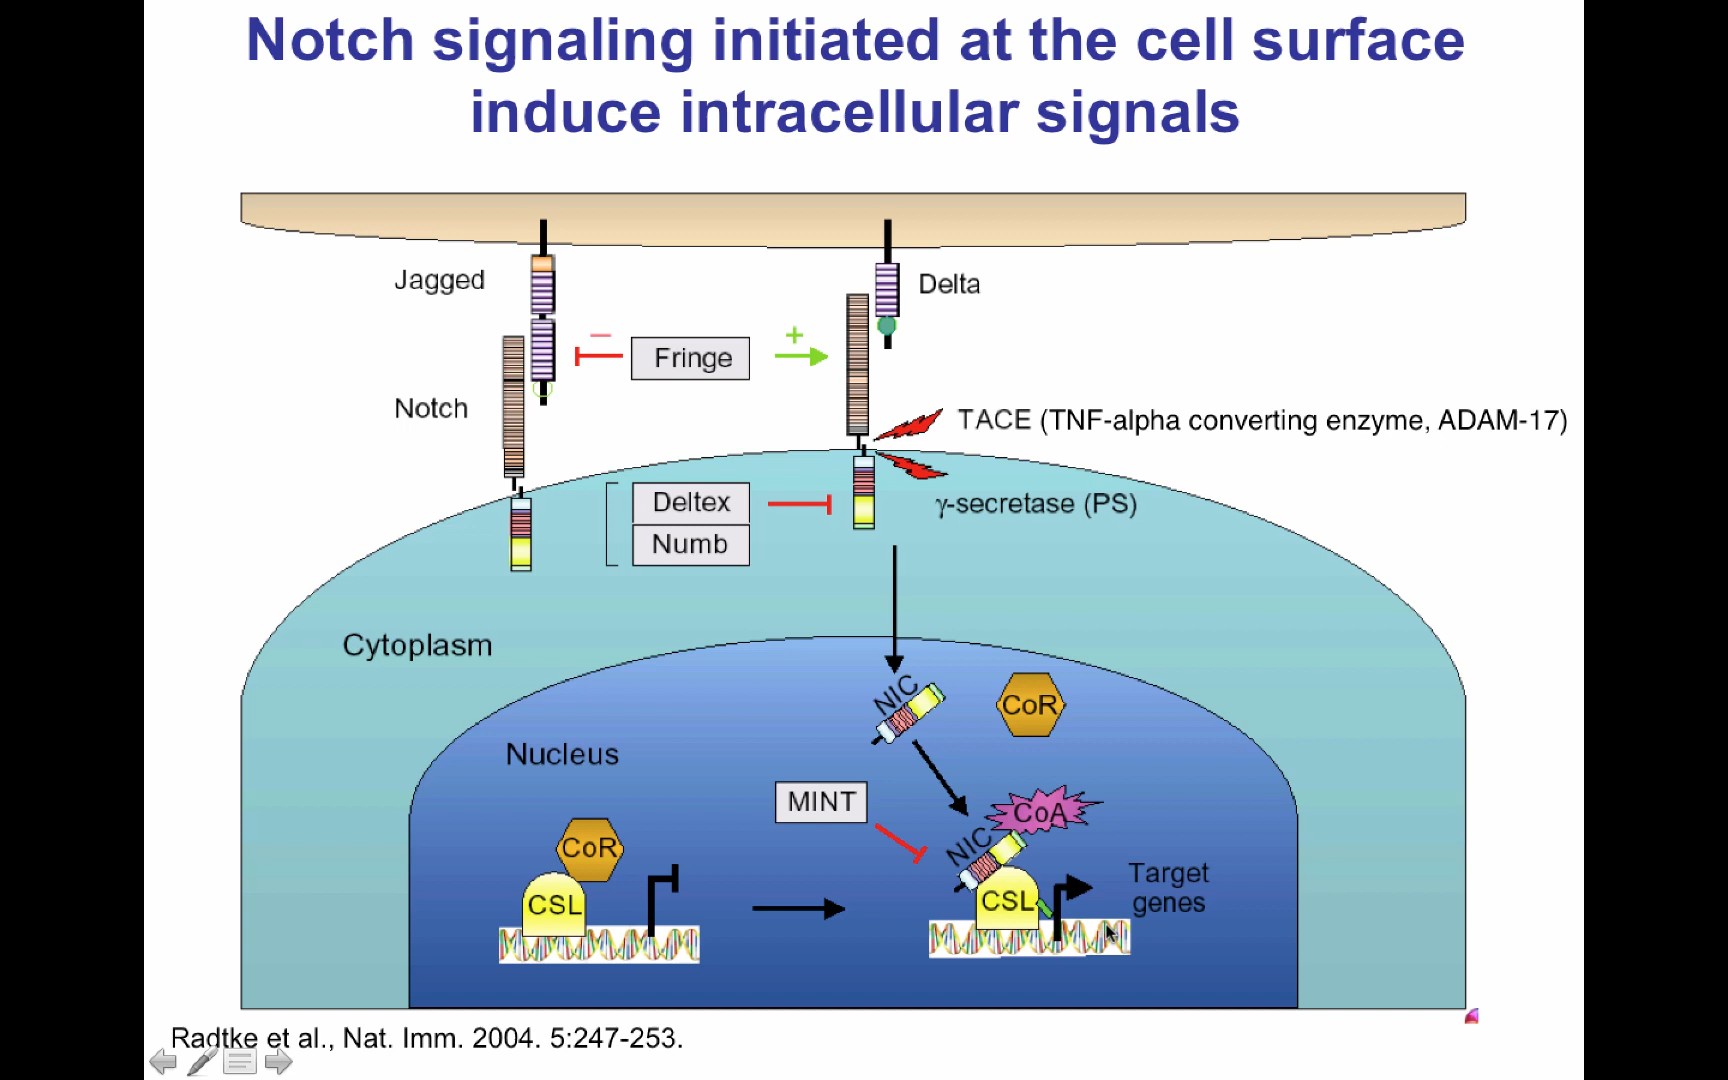 Notch signaling initiated at the cell surface
induce intracellular signals
Jagged
Delta
Fringe
Notch
TACE (TNF-alpha converting enzyme, ADAM-17)
Deltex
γ-secretase (PS)
Numb
Cytoplasm
NIC
CoR
Nucleus
MINT
CoA
CoR
NIC
Target
genes
CSL
CSL
Radtke et al., Nat. Imm. 2004. 5:247-253.